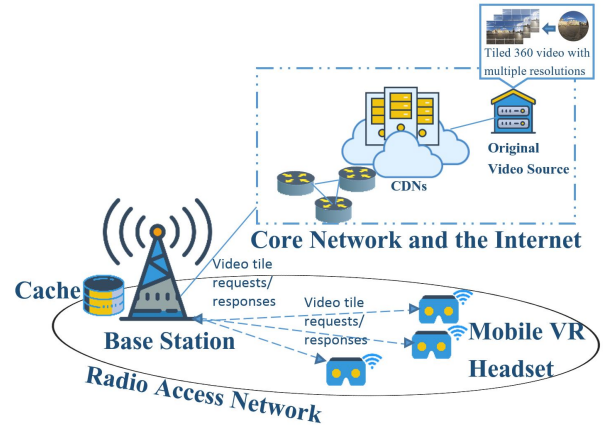 Tiled 360 video with
multiple resolutions
CDNs
Original
Video Source
Core Network and the Internet
Video tile
requests/
responses
Cache
Base Station
Video tile
requests/
responses
Mobile VR
Headset
Radio Access Network